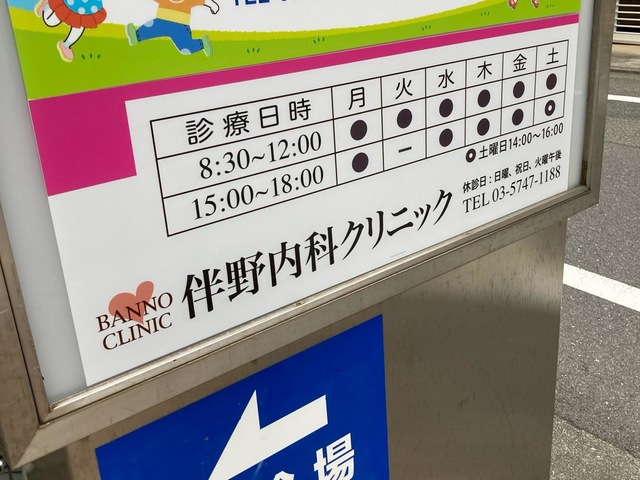 診療日時 月 火 水 木 金 土
8:30~12:00 ● ● ● ● ● ●
15:00~18:00 ● ー ● ● ● ◎
◎土曜日14:00~16:00
休診日:日曜、祝日、火曜午後
TEL 03-5747-1188
BANNO
CLINIC
伴野内科クリニック
場